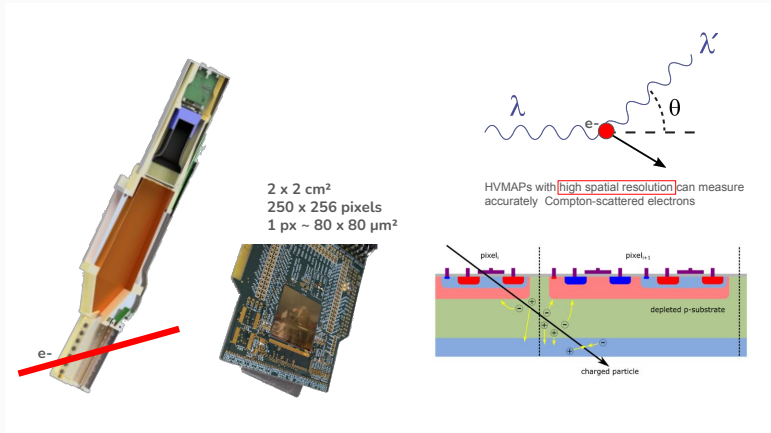 λ
λ′
θ
e-
HVMAPs with high spatial resolution can measure
accurately Compton-scattered electrons
2 x 2 cm²
250 x 256 pixels
1 px ~ 80 x 80 µm²
e-
pixelᵢ
pixelᵢ₊₁
depleted p-substrate
charged particle